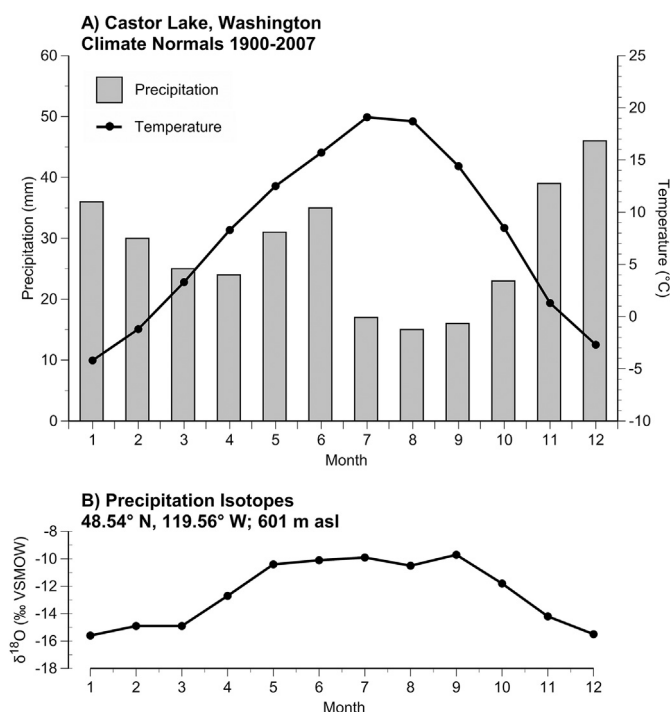 A) Castor Lake, Washington
Climate Normals 1900-2007
Precipitation
Temperature
Precipitation (mm)
60
50
40
30
20
10
0
Temperature (°C)
25
20
15
10
5
0
-5
-10
1 2 3 4 5 6 7 8 9 10 11 12
Month
B) Precipitation Isotopes
48.54° N, 119.56° W; 601 m asl
δ¹⁸O (‰ VSMOW)
-8
-10
-12
-14
-16
-18
1 2 3 4 5 6 7 8 9 10 11 12
Month